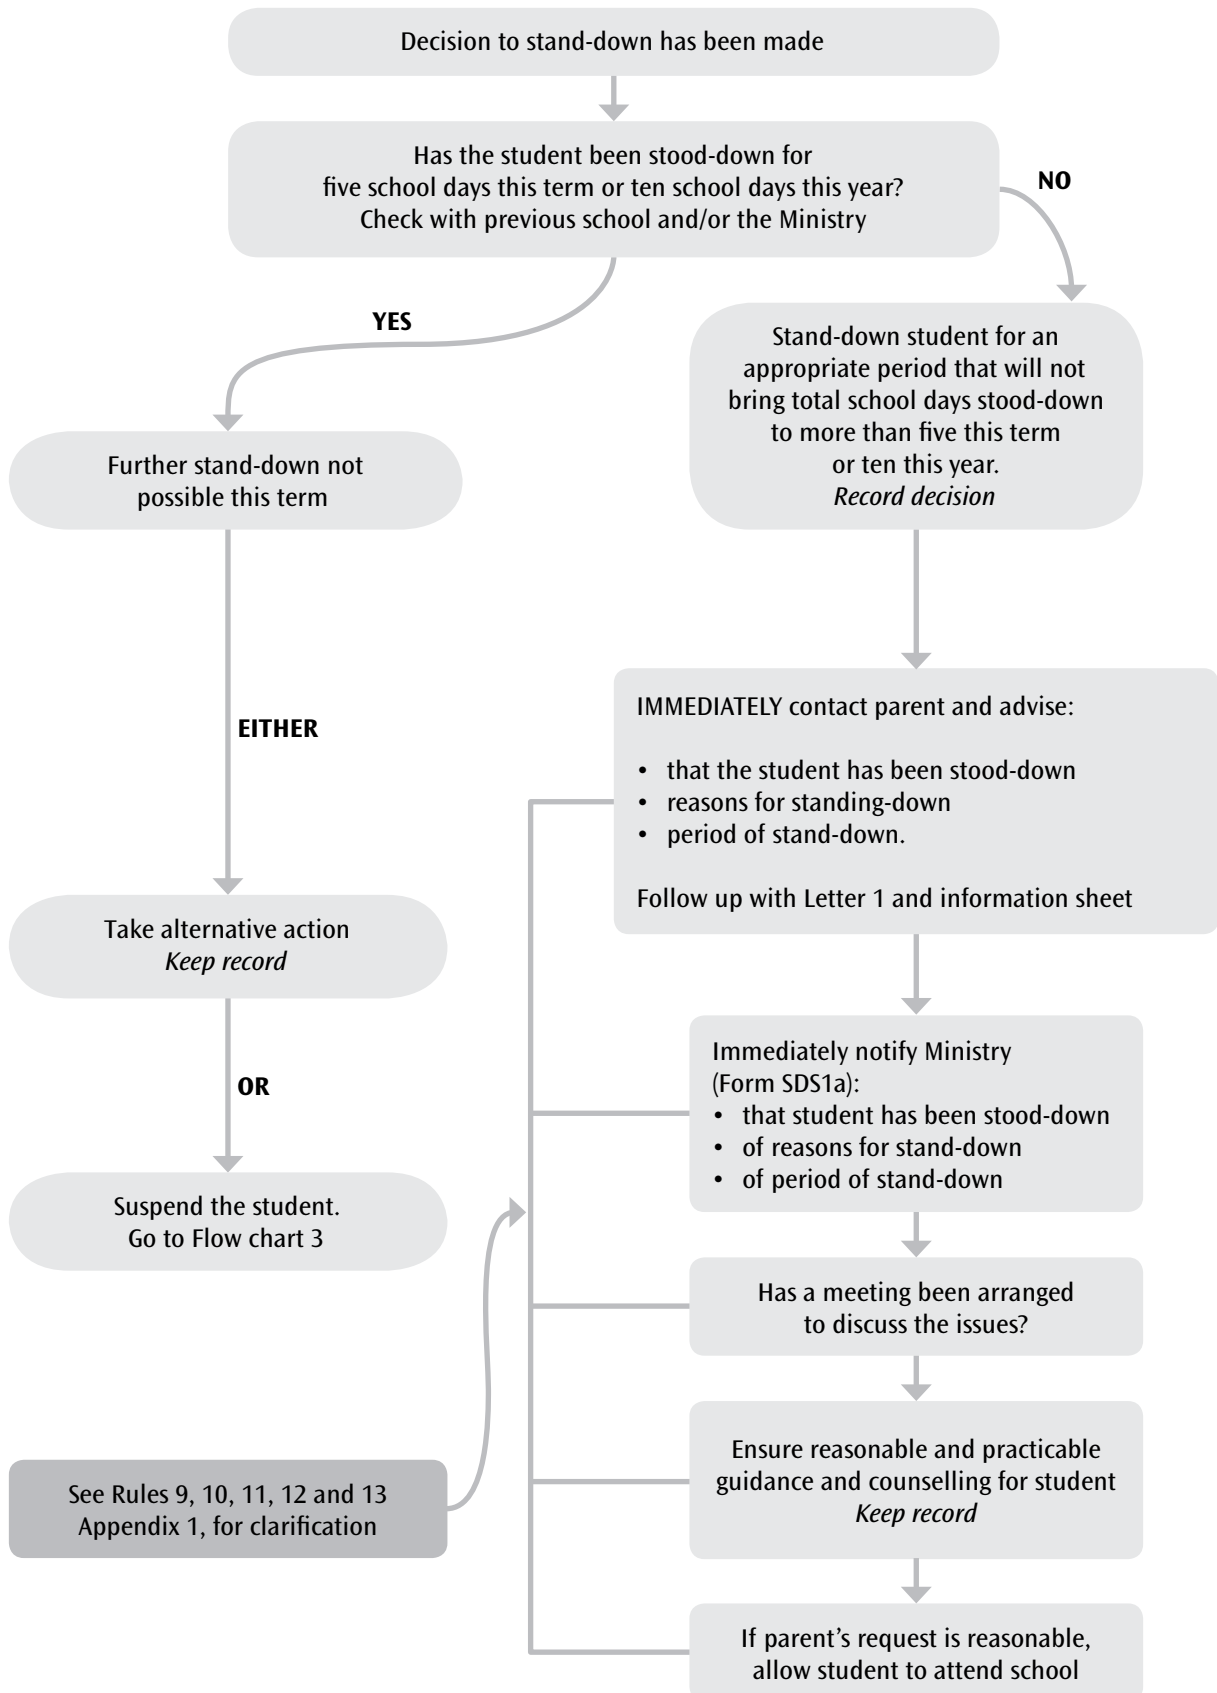 Decision to stand-down has been made
Has the student been stood-down for
five school days this term or ten school days this year?
Check with previous school and/or the Ministry
NO
YES
Stand-down student for an
appropriate period that will not
bring total school days stood-down
to more than five this term
or ten this year.
Record decision
Further stand-down not
possible this term
EITHER
Take alternative action
Keep record
OR
Suspend the student.
Go to Flow chart 3
IMMEDIATELY contact parent and advise:
• that the student has been stood-down
• reasons for standing-down
• period of stand-down.
Follow up with Letter 1 and information sheet
Immediately notify Ministry
(Form SDS1a):
• that student has been stood-down
• of reasons for stand-down
• of period of stand-down
Has a meeting been arranged
to discuss the issues?
Ensure reasonable and practicable
guidance and counselling for student
Keep record
See Rules 9, 10, 11, 12 and 13
Appendix 1, for clarification
If parent's request is reasonable,
allow student to attend school